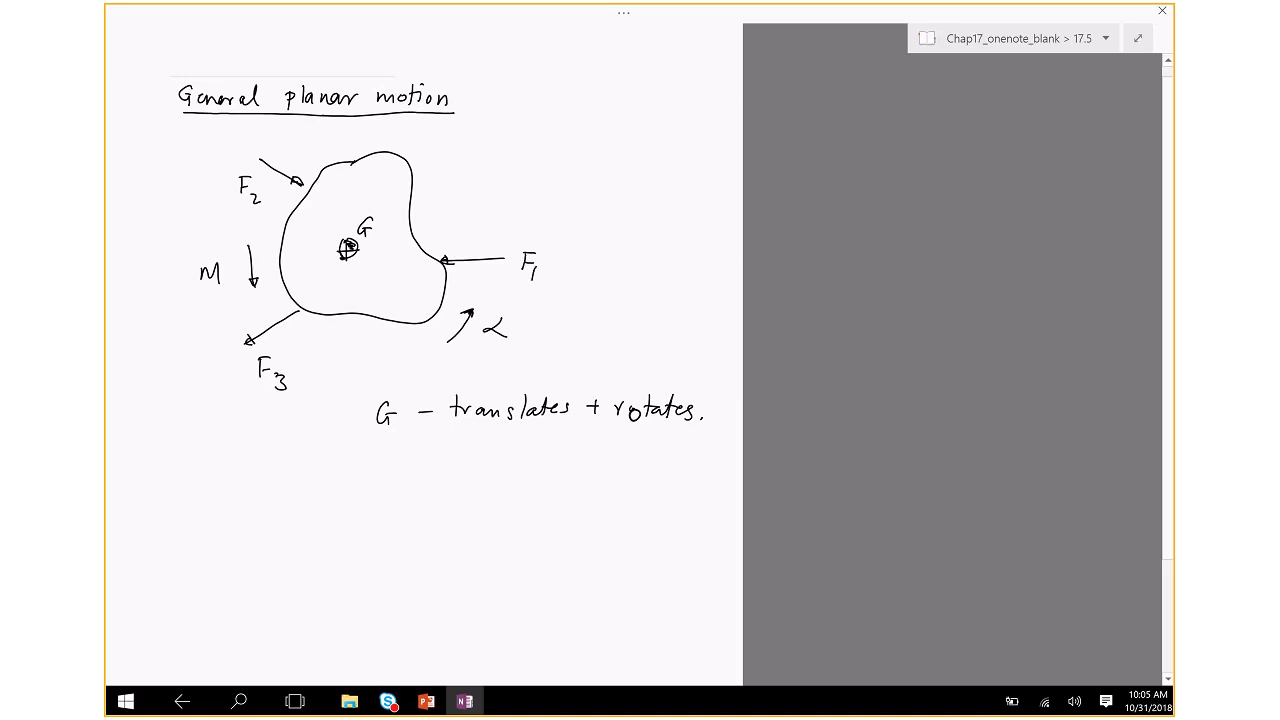 ...
Chap17_onenote_blank > 17.5
General planar motion
F2
G
M
F1
α
F3
G – translates + rotates.
10:05 AM
10/31/2018